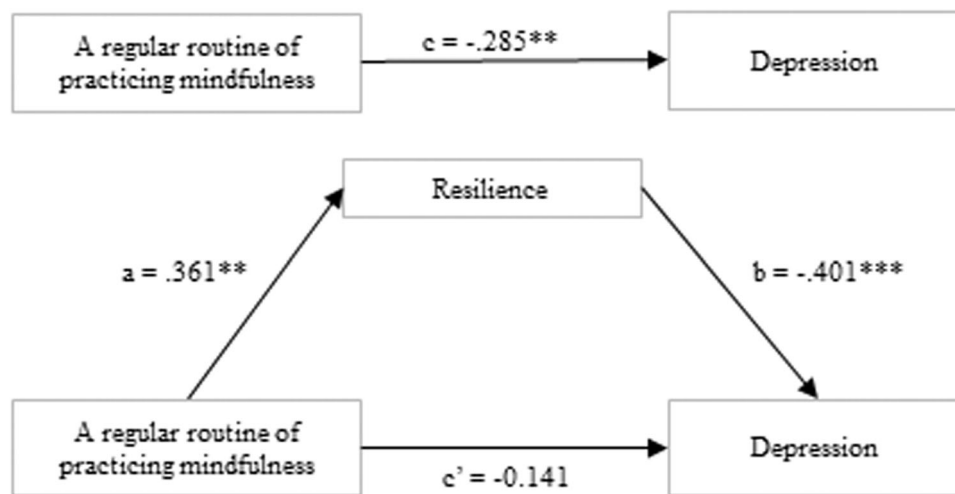 A regular routine of
practicing mindfulness
c = -.285**
Depression
Resilience
a = .361**
b = -.401***
A regular routine of
practicing mindfulness
c’ = -0.141
Depression